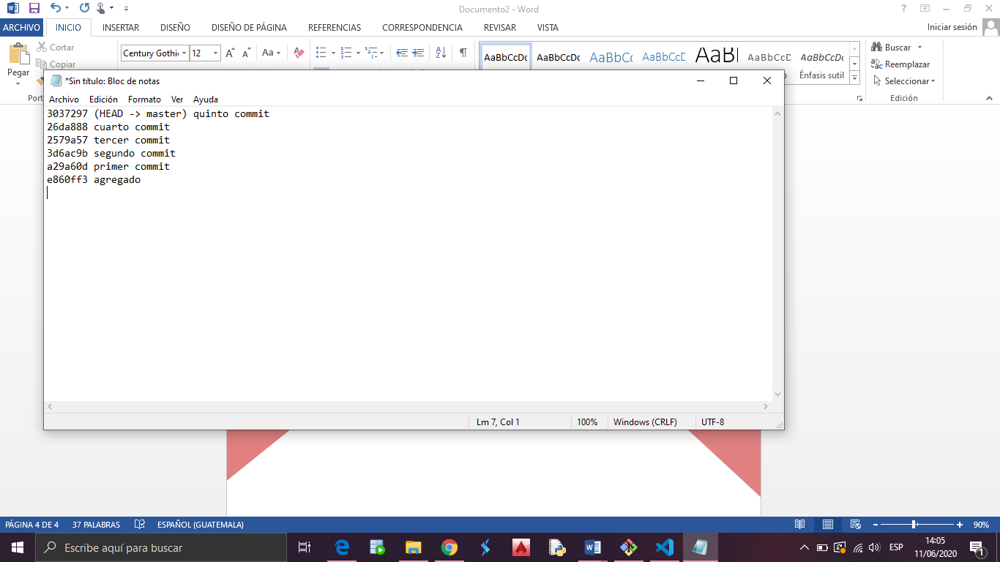 Documento2 - Word
ARCHIVO INICIO INSERTAR DISEÑO DISEÑO DE PÁGINA REFERENCIAS CORRESPONDENCIA REVISAR VISTA Iniciar sesión
Cortar
Copiar
Pegar
Century Gothi 12
Aa
AaBbCcDc AaBbCcDc AaBbCc AaBbCcD AaB AaBbCcD AaBbCcDc
Énfasis sutil
Buscar
Reemplazar
Seleccionar
Port
Edición
*Sin título: Bloc de notas
Archivo Edición Formato Ver Ayuda
3037297 (HEAD -> master) quinto commit
26da888 cuarto commit
2579a57 tercer commit
3d6ac9b segundo commit
a29a60d primer commit
e860ff3 agregado
Lm 7, Col 1 100% Windows (CRLF) UTF-8
PÁGINA 4 DE 4 37 PALABRAS ESPAÑOL (GUATEMALA) 90%
Escribe aquí para buscar
ESP
14:05
11/06/2020
1